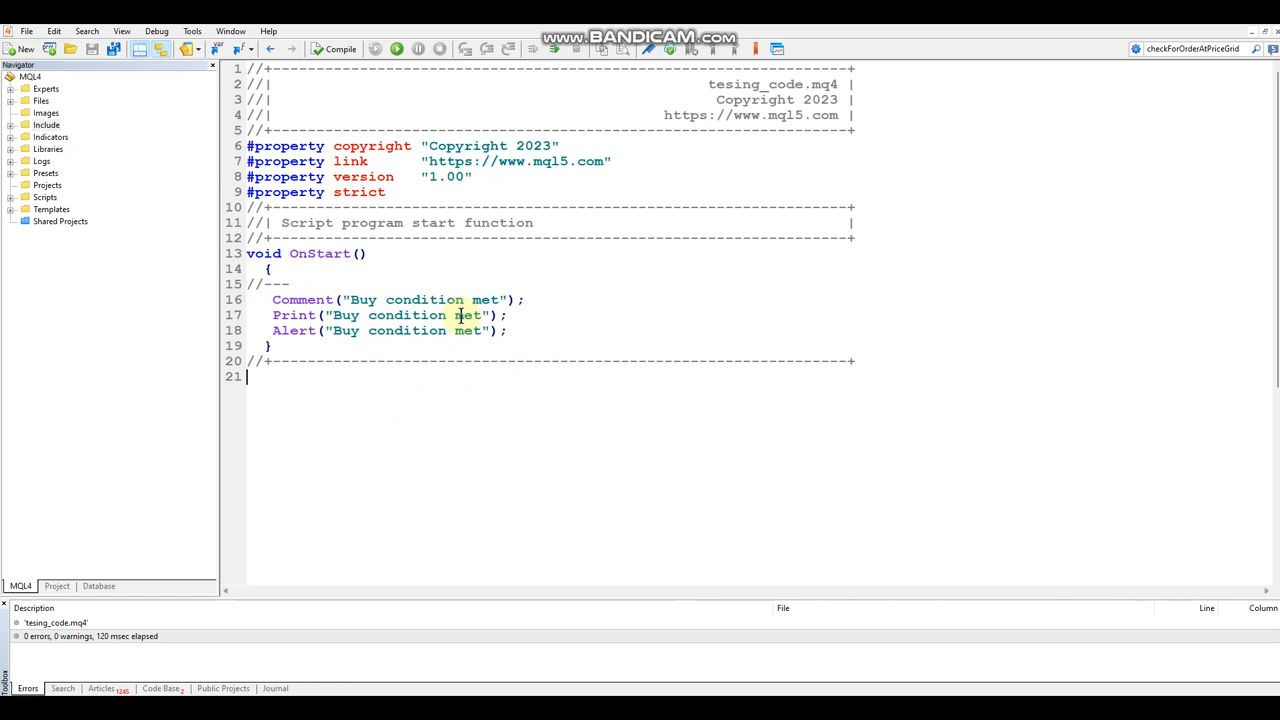 www.BANDICAM.com
File Edit Search View Debug Tools Window Help
New Compile checkForOrderAtPriceGrid
Navigator
MQL4
Experts
Files
Images
Include
Indicators
Libraries
Logs
Presets
Projects
Scripts
Templates
Shared Projects
MQL4 Project Database
1 //+------------------------------------------------------------------+
2 //| tesing_code.mq4 |
3 //| Copyright 2023 |
4 //| https://www.mql5.com |
5 //+------------------------------------------------------------------+
6 #property copyright "Copyright 2023"
7 #property link "https://www.mql5.com"
8 #property version "1.00"
9 #property strict
10 //+------------------------------------------------------------------+
11 //| Script program start function |
12 //+------------------------------------------------------------------+
13 void OnStart()
14 {
15 //---
16 Comment("Buy condition met");
17 Print("Buy condition met");
18 Alert("Buy condition met");
19 }
20 //+------------------------------------------------------------------+
21
Description File Line Column
'tesing_code.mq4'
0 errors, 0 warnings, 120 msec elapsed
Toolbox
Errors Search Articles 1245 Code Base 2 Public Projects Journal